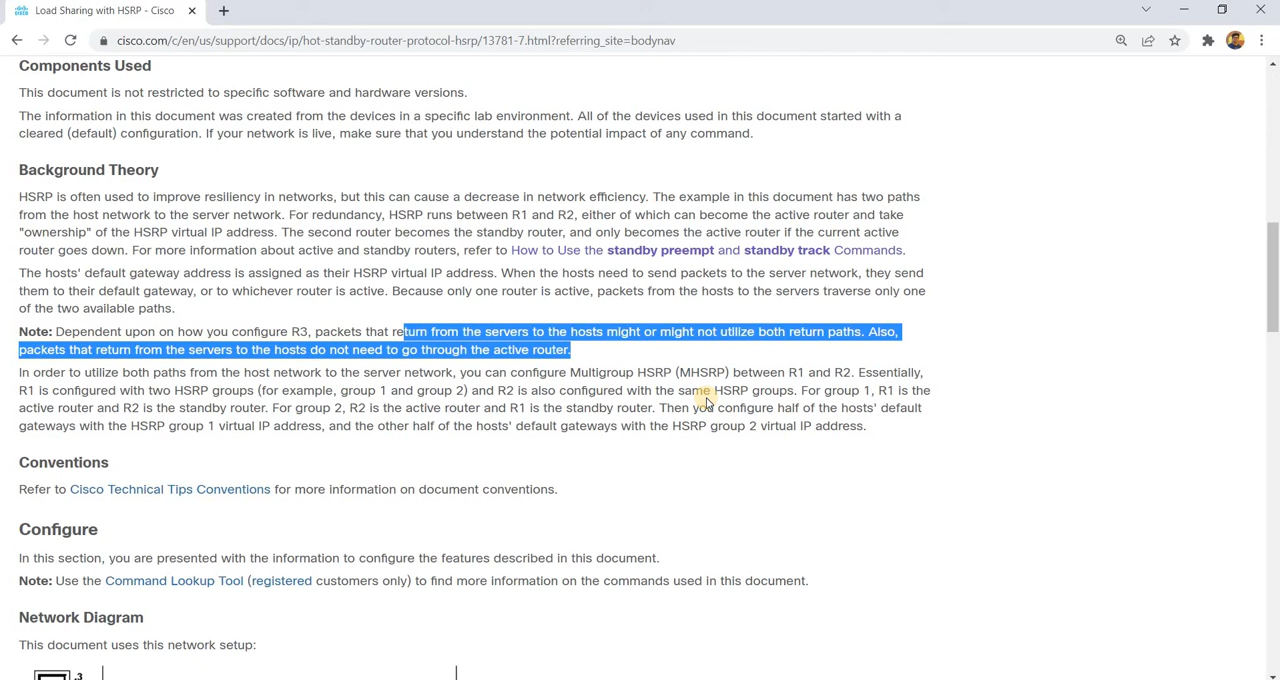 Load Sharing with HSRP - Cisco
cisco.com/c/en/us/support/docs/ip/hot-standby-router-protocol-hsrp/13781-7.html?referring_site=bodynav
Components Used
This document is not restricted to specific software and hardware versions.
The information in this document was created from the devices in a specific lab environment. All of the devices used in this document started with a
cleared (default) configuration. If your network is live, make sure that you understand the potential impact of any command.
Background Theory
HSRP is often used to improve resiliency in networks, but this can cause a decrease in network efficiency. The example in this document has two paths
from the host network to the server network. For redundancy, HSRP runs between R1 and R2, either of which can become the active router and take
"ownership" of the HSRP virtual IP address. The second router becomes the standby router, and only becomes the active router if the current active
router goes down. For more information about active and standby routers, refer to How to Use the standby preempt and standby track Commands.
The hosts' default gateway address is assigned as their HSRP virtual IP address. When the hosts need to send packets to the server network, they send
them to their default gateway, or to whichever router is active. Because only one router is active, packets from the hosts to the servers traverse only one
of the two available paths.
Note: Dependent upon on how you configure R3, packets that return from the servers to the hosts might or might not utilize both return paths. Also,
packets that return from the servers to the hosts do not need to go through the active router.
In order to utilize both paths from the host network to the server network, you can configure Multigroup HSRP (MHSRP) between R1 and R2. Essentially,
R1 is configured with two HSRP groups (for example, group 1 and group 2) and R2 is also configured with the same HSRP groups. For group 1, R1 is the
active router and R2 is the standby router. For group 2, R2 is the active router and R1 is the standby router. Then you configure half of the hosts' default
gateways with the HSRP group 1 virtual IP address, and the other half of the hosts' default gateways with the HSRP group 2 virtual IP address.
Conventions
Refer to Cisco Technical Tips Conventions for more information on document conventions.
Configure
In this section, you are presented with the information to configure the features described in this document.
Note: Use the Command Lookup Tool (registered customers only) to find more information on the commands used in this document.
Network Diagram
This document uses this network setup:
.3